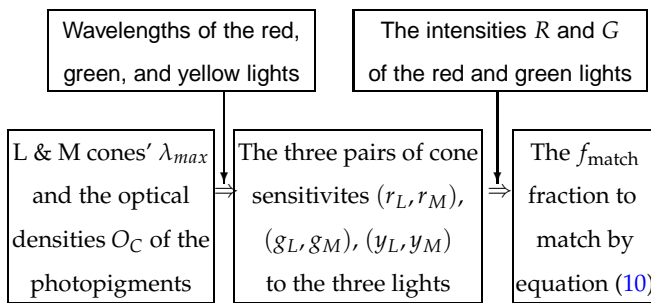 Wavelengths of the red,
green, and yellow lights
The intensities R and G
of the red and green lights
L & M cones' λmax
and the optical
densities OC of the
photopigments
⇒
The three pairs of cone
sensitivites (rL, rM),
(gL, gM), (yL, yM)
to the three lights
⇒
The fmatch
fraction to
match by
equation (10)